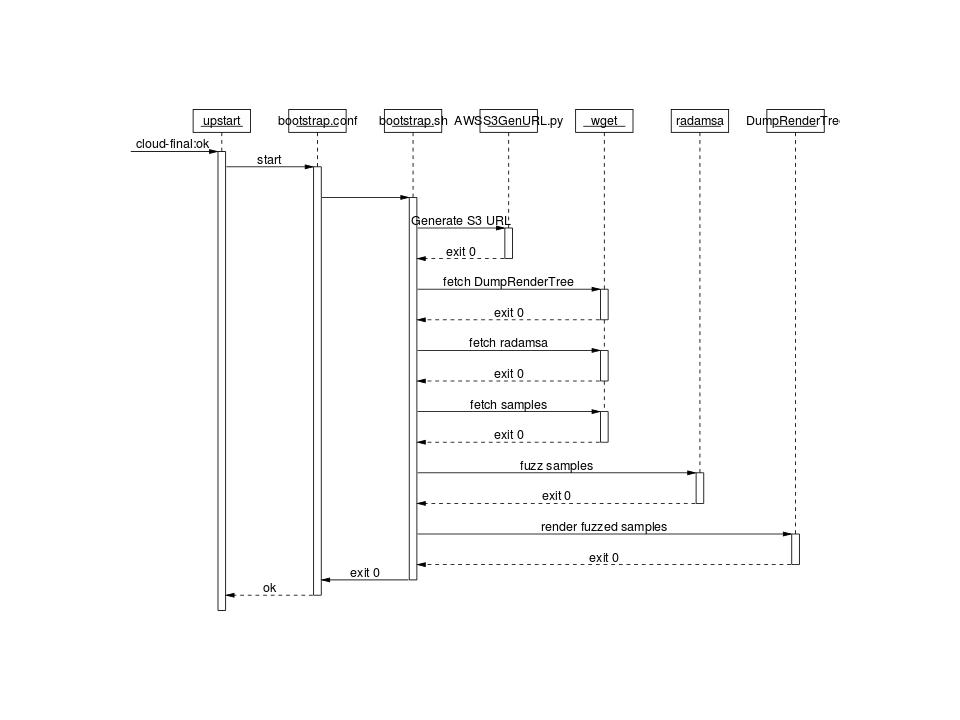 upstart
bootstrap.conf
bootstrap.sh
AWSS3GenURL.py
wget
radamsa
DumpRenderTre
cloud-final:ok
start
Generate S3 URL
exit 0
fetch DumpRenderTree
exit 0
fetch radamsa
exit 0
fetch samples
exit 0
fuzz samples
exit 0
render fuzzed samples
exit 0
exit 0
ok